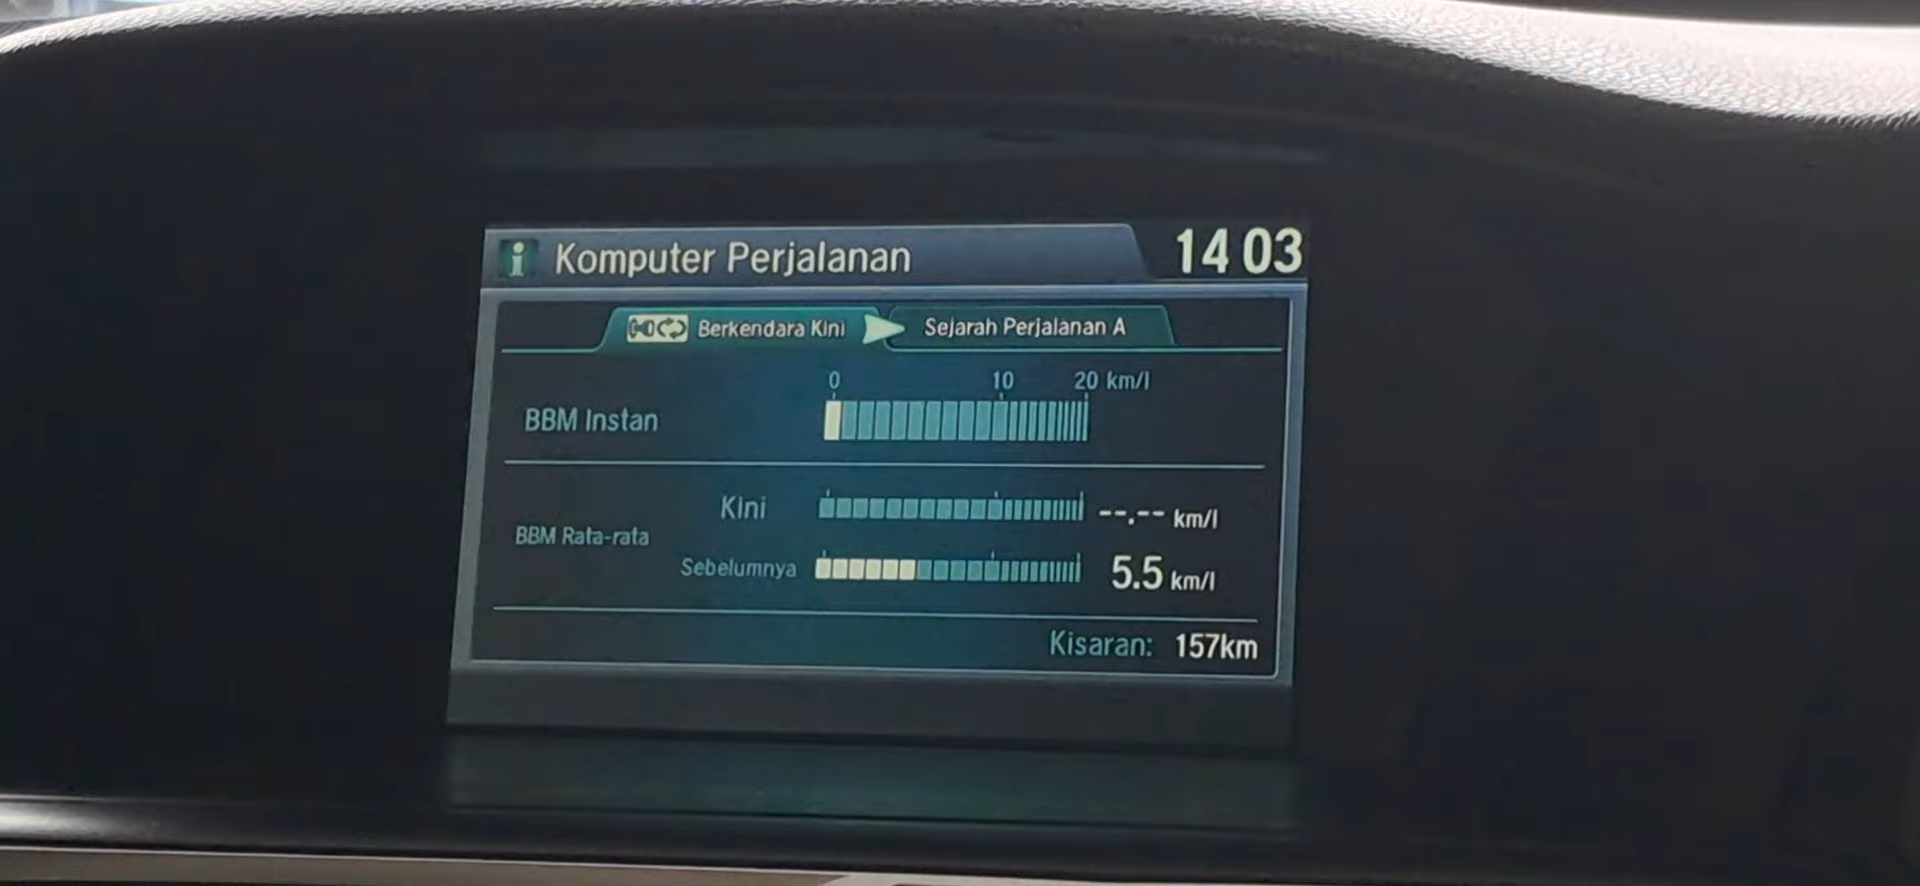 i Komputer Perjalanan 14 03
Berkendara Kini Sejarah Perjalanan A
0 10 20 km/l
BBM Instan
Kini --.-- km/l
BBM Rata-rata
Sebelumnya 5.5 km/l
Kisaran: 157km